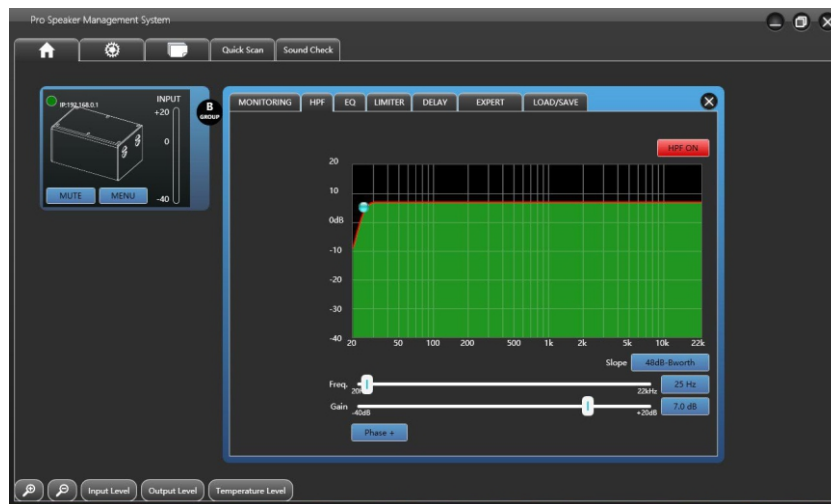 Pro Speaker Management System
Quick Scan Sound Check
IP:192.168.0.1
INPUT
+20
0
-40
MUTE MENU
B
GROUP
MONITORING HPF EQ LIMITER DELAY EXPERT LOAD/SAVE
HPF ON
20
10
0dB
-10
-20
-30
-40
20 50 100 200 500 1k 2k 5k 10k 22k
Slope 48dB-Bworth
Freq. 20Hz 22kHz 25 Hz
Gain -40dB +20dB 7.0 dB
Phase +
Input Level Output Level Temperature Level